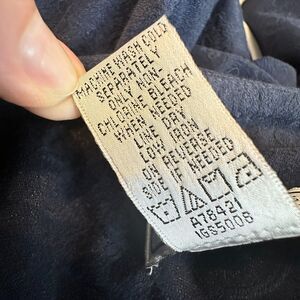 MACHINE WASH COLD
SEPARATELY
ONLY NON-
CHLORINE BLEACH
WHEN NEEDED
LINE DRY
LOW IRON
ON REVERSE
SIDE IF NEEDED
A78421
IGS5008